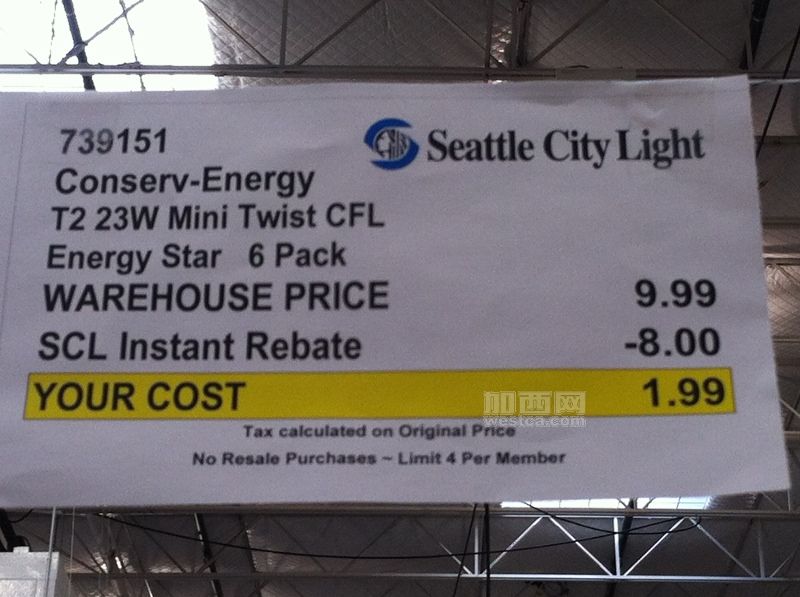 739151
Seattle City Light
Conserv-Energy
T2 23W Mini Twist CFL
Energy Star 6 Pack
WAREHOUSE PRICE 9.99
SCL Instant Rebate -8.00
YOUR COST 1.99
加西网
westca.com
Tax calculated on Original Price
No Resale Purchases ~ Limit 4 Per Member